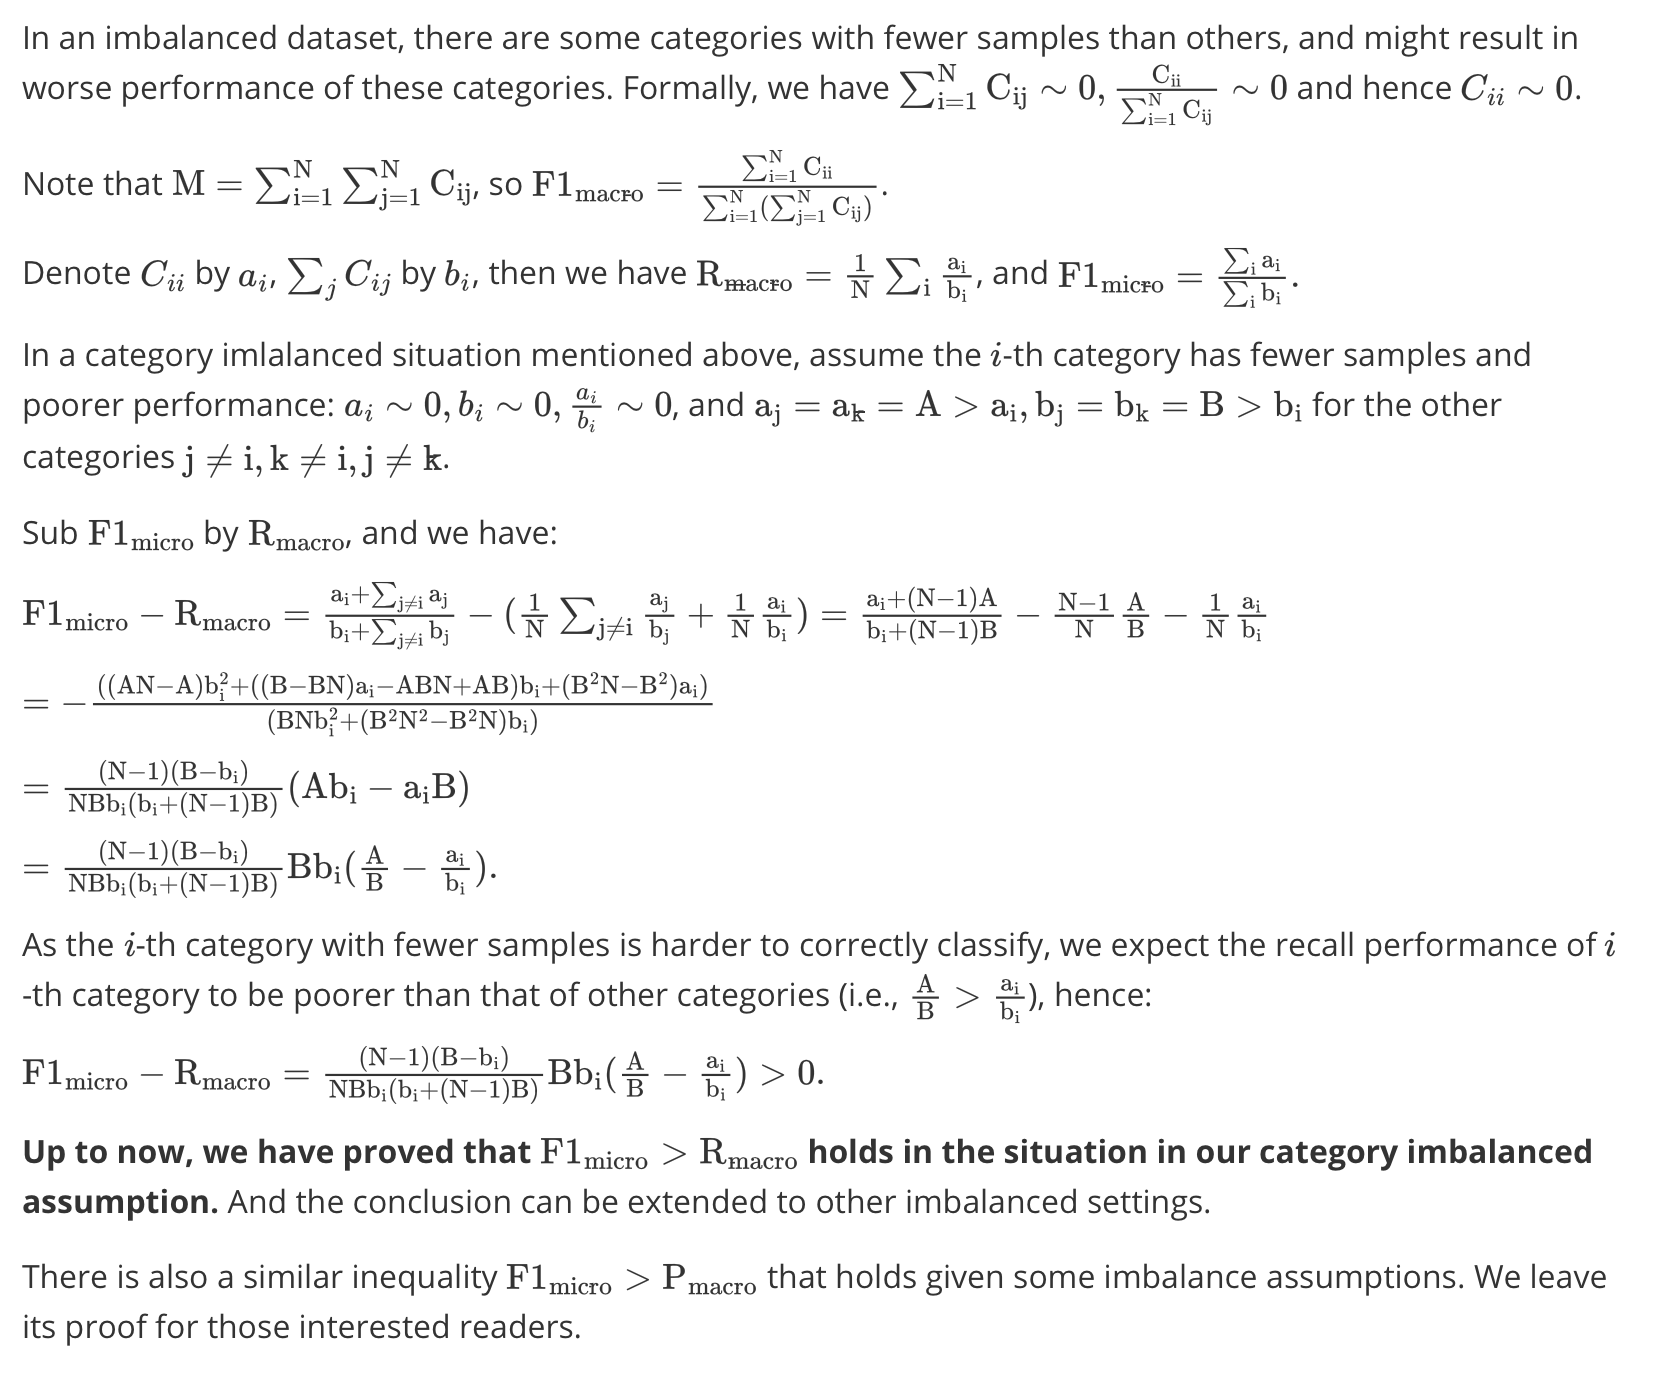 In an imbalanced dataset, there are some categories with fewer samples than others, and might result in
worse performance of these categories. Formally, we have $\sum_{i=1}^{N} C_{ij} \sim 0, \frac{C_{ii}}{\sum_{i=1}^{N} C_{ij}} \sim 0$ and hence $C_{ii} \sim 0$.
Note that $M = \sum_{i=1}^{N} \sum_{j=1}^{N} C_{ij}$, so $F1_{macro} = \frac{\sum_{i=1}^{N} C_{ii}}{\sum_{i=1}^{N} (\sum_{j=1}^{N} C_{ij})}$.
Denote $C_{ii}$ by $a_i$, $\sum_j C_{ij}$ by $b_i$, then we have $R_{macro} = \frac{1}{N} \sum_i \frac{a_i}{b_i}$, and $F1_{micro} = \frac{\sum_i a_i}{\sum_i b_i}$.
In a category imlalanced situation mentioned above, assume the $i$-th category has fewer samples and
poorer performance: $a_i \sim 0, b_i \sim 0, \frac{a_i}{b_i} \sim 0$, and $a_j = a_k = A > a_i, b_j = b_k = B > b_i$ for the other
categories $j \neq i, k \neq i, j \neq k$.
Sub $F1_{micro}$ by $R_{macro}$, and we have:
$F1_{micro} - R_{macro} = \frac{a_i + \sum_{j \neq i} a_j}{b_i + \sum_{j \neq i} b_j} - (\frac{1}{N} \sum_{j \neq i} \frac{a_j}{b_j} + \frac{1}{N} \frac{a_i}{b_i}) = \frac{a_i + (N-1)A}{b_i + (N-1)B} - \frac{N-1}{N} \frac{A}{B} - \frac{1}{N} \frac{a_i}{b_i}$
$= -\frac{((AN-A)b_i^2 + ((B-BN)a_i - ABN + AB)b_i + (B^2N - B^2)a_i)}{(BNb_i^2 + (B^2N^2 - B^2N)b_i)}$
$= \frac{(N-1)(B-b_i)}{NBb_i(b_i + (N-1)B)} (Ab_i - a_iB)$
$= \frac{(N-1)(B-b_i)}{NBb_i(b_i + (N-1)B)} Bb_i(\frac{A}{B} - \frac{a_i}{b_i}).$
As the $i$-th category with fewer samples is harder to correctly classify, we expect the recall performance of $i$
-th category to be poorer than that of other categories (i.e., $\frac{A}{B} > \frac{a_i}{b_i}$), hence:
$F1_{micro} - R_{macro} = \frac{(N-1)(B-b_i)}{NBb_i(b_i + (N-1)B)} Bb_i(\frac{A}{B} - \frac{a_i}{b_i}) > 0.$
Up to now, we have proved that $F1_{micro} > R_{macro}$ holds in the situation in our category imbalanced
assumption. And the conclusion can be extended to other imbalanced settings.
There is also a similar inequality $F1_{micro} > P_{macro}$ that holds given some imbalance assumptions. We leave
its proof for those interested readers.